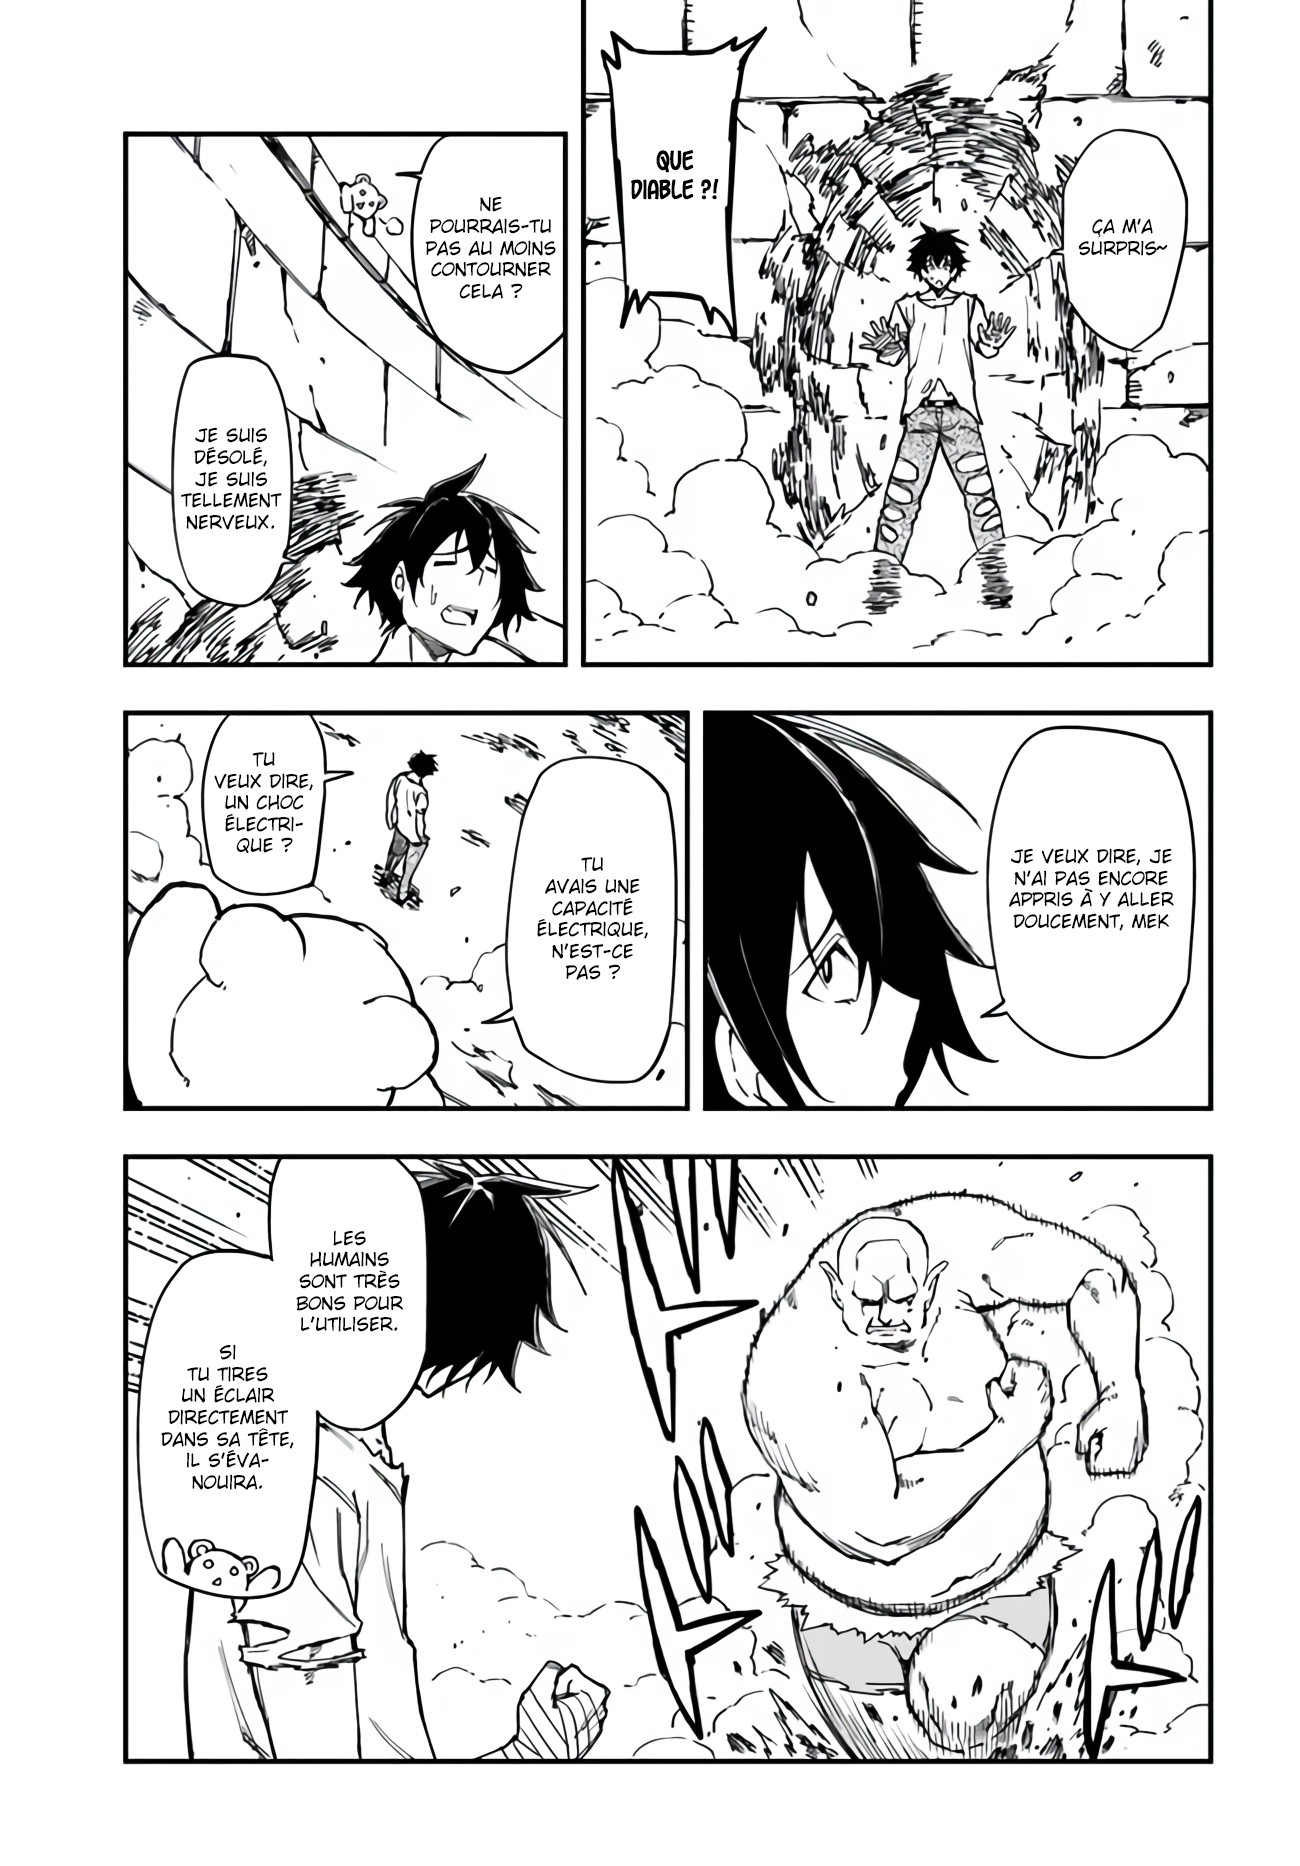 ÇA M'A
SURPRIS~
QUE
DIABLE ?!
NE
POURRAIS-TU
PAS AU MOINS
CONTOURNER
CELA ?
JE SUIS
DÉSOLÉ,
JE SUIS
TELLEMENT
NERVEUX.
JE VEUX DIRE, JE
N'AI PAS ENCORE
APPRIS À Y ALLER
DOUCEMENT, MEK
TU
AVAIS UNE
CAPACITÉ
ÉLECTRIQUE,
N'EST-CE
PAS ?
TU
VEUX DIRE,
UN CHOC
ÉLECTRI-
QUE ?
LES
HUMAINS
SONT TRÈS
BONS POUR
L'UTILISER.
SI
TU TIRES
UN ÉCLAIR
DIRECTEMENT
DANS SA TÊTE,
IL S'ÉVA-
NOUIRA.